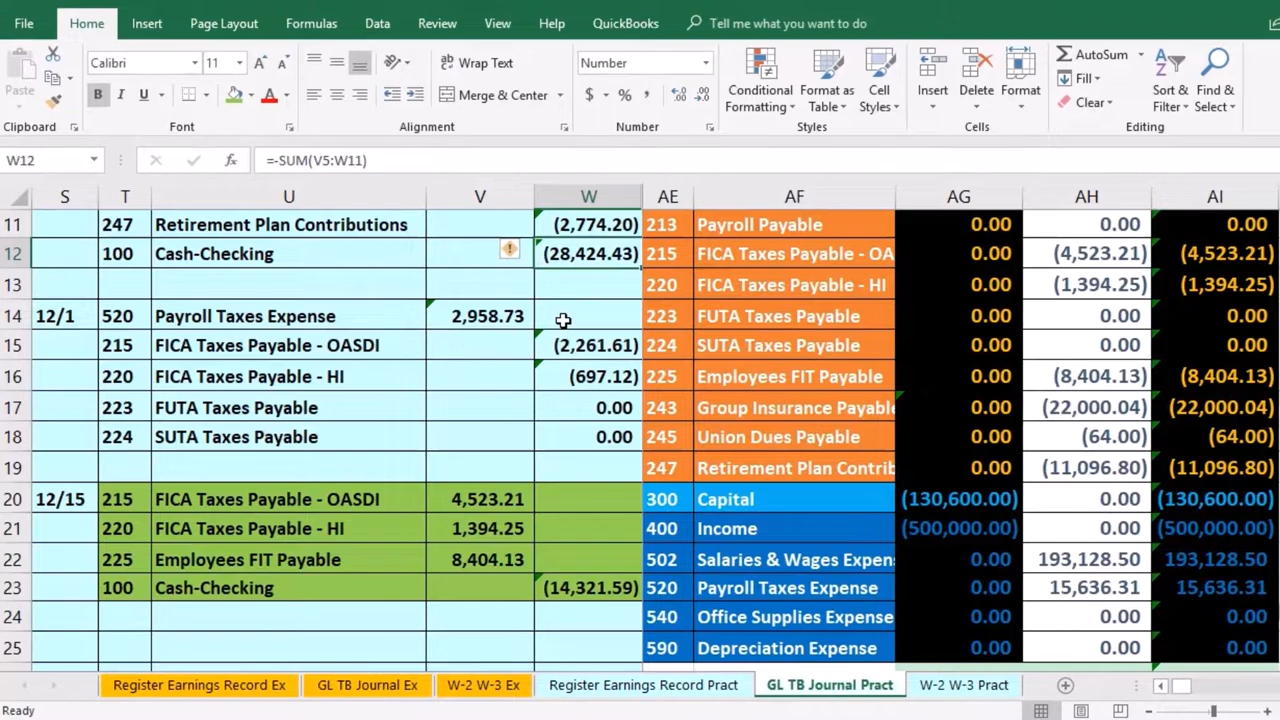 File Home Insert Page Layout Formulas Data Review View Help QuickBooks Tell me what you want to do
Calibri 11 Wrap Text Number AutoSum
Fill
Paste B I U A Merge & Center $ % , Conditional Formatting Format as Table Cell Styles Insert Delete Format Clear Sort & Filter Find & Select
Clipboard Font Alignment Number Styles Cells Editing
W12 fx =-SUM(V5:W11)
S T U V W AE AF AG AH AI
11 247 Retirement Plan Contributions (2,774.20) 213 Payroll Payable 0.00 0.00 0.00
12 100 Cash-Checking (28,424.43) 215 FICA Taxes Payable - OA 0.00 (4,523.21) (4,523.21)
13 220 FICA Taxes Payable - HI 0.00 (1,394.25) (1,394.25)
14 12/1 520 Payroll Taxes Expense 2,958.73 223 FUTA Taxes Payable 0.00 0.00 0.00
15 215 FICA Taxes Payable - OASDI (2,261.61) 224 SUTA Taxes Payable 0.00 0.00 0.00
16 220 FICA Taxes Payable - HI (697.12) 225 Employees FIT Payable 0.00 (8,404.13) (8,404.13)
17 223 FUTA Taxes Payable 0.00 243 Group Insurance Payable 0.00 (22,000.04) (22,000.04)
18 224 SUTA Taxes Payable 0.00 245 Union Dues Payable 0.00 (64.00) (64.00)
19 247 Retirement Plan Contrib 0.00 (11,096.80) (11,096.80)
20 12/15 215 FICA Taxes Payable - OASDI 4,523.21 300 Capital (130,600.00) 0.00 (130,600.00)
21 220 FICA Taxes Payable - HI 1,394.25 400 Income (500,000.00) 0.00 (500,000.00)
22 225 Employees FIT Payable 8,404.13 502 Salaries & Wages Expen 0.00 193,128.50 193,128.50
23 100 Cash-Checking (14,321.59) 520 Payroll Taxes Expense 0.00 15,636.31 15,636.31
24 540 Office Supplies Expense 0.00 0.00 0.00
25 590 Depreciation Expense 0.00 0.00 0.00
Register Earnings Record Ex GL TB Journal Ex W-2 W-3 Ex Register Earnings Record Pract GL TB Journal Pract W-2 W-3 Pract
Ready